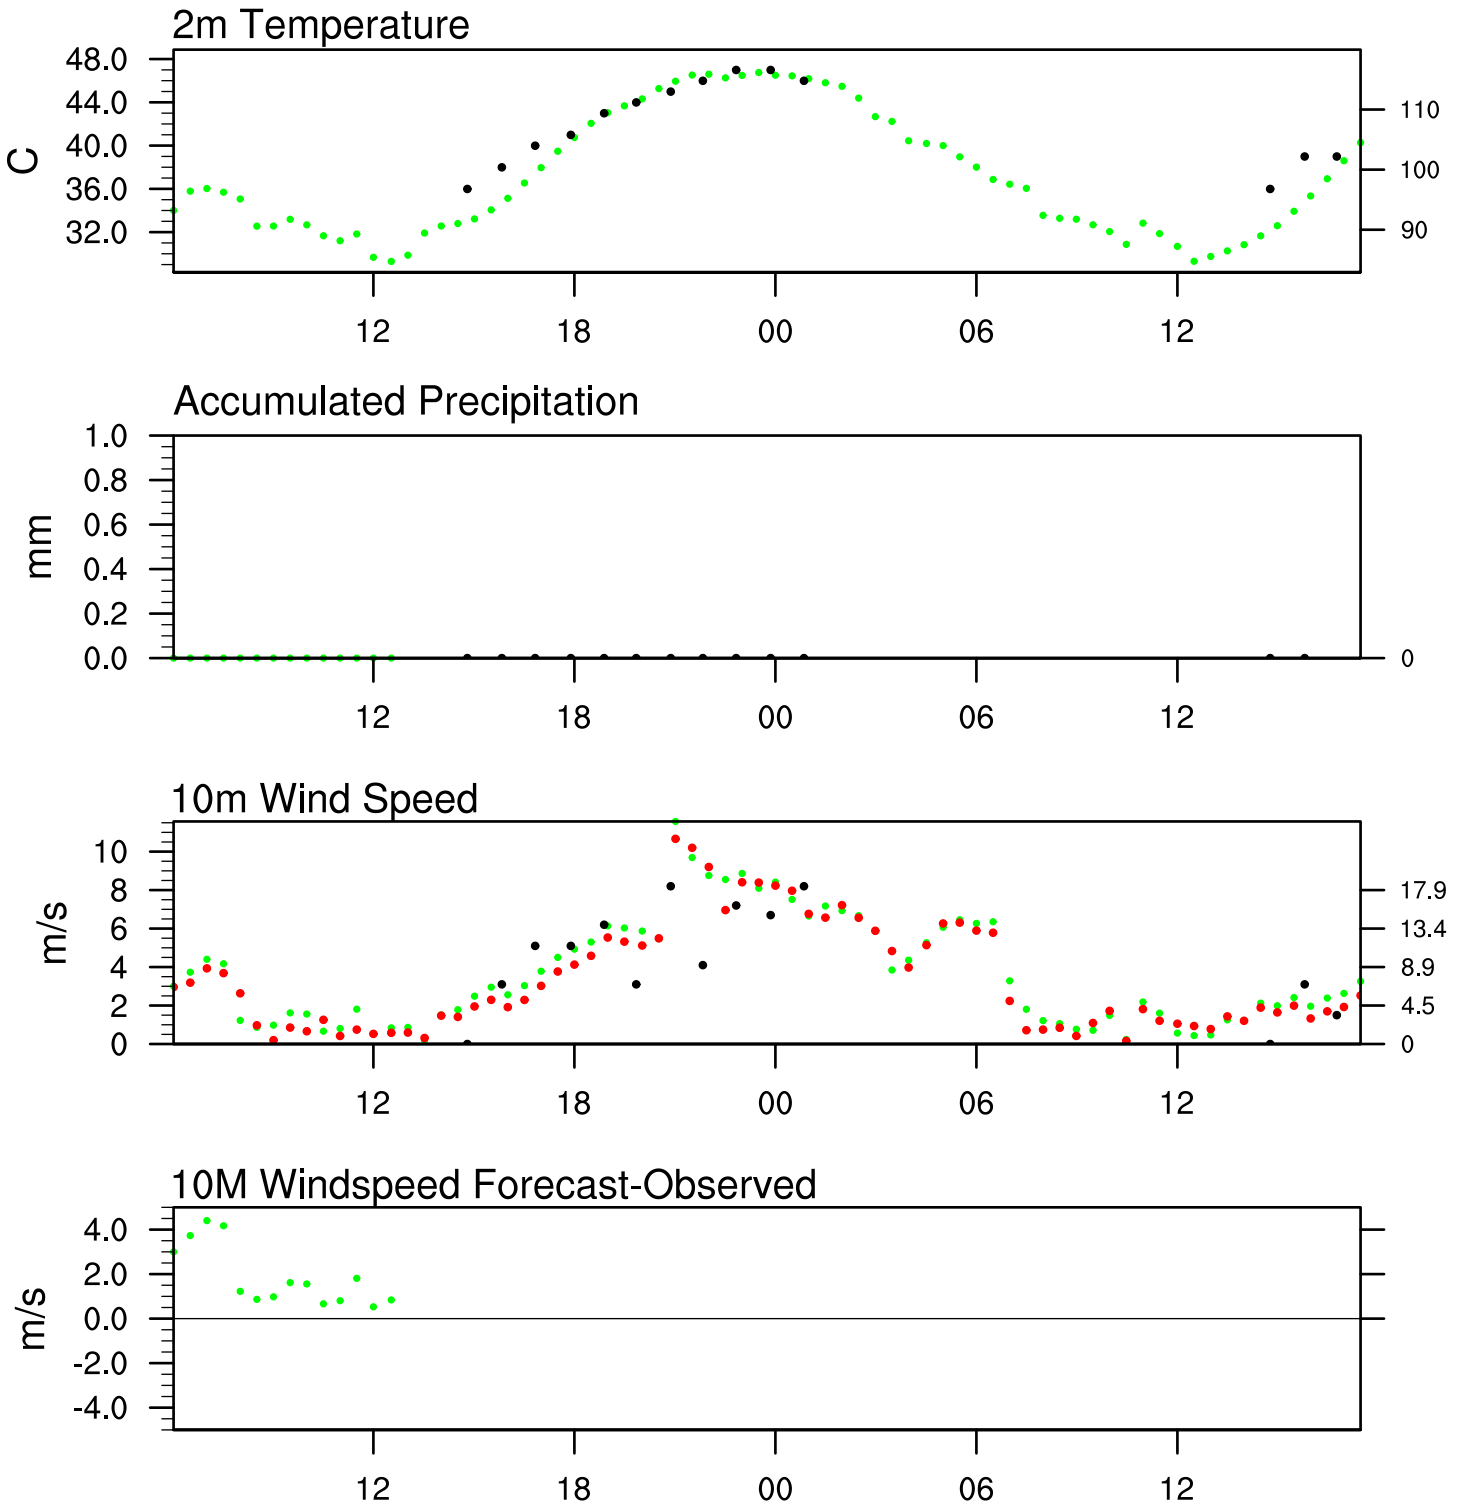 2m Temperature
48.0
44.0
40.0
36.0
32.0
C
110
100
90
12 18 00 06 12
Accumulated Precipitation
1.0
0.8
0.6
0.4
0.2
0.0
mm
0
12 18 00 06 12
10m Wind Speed
10
8
6
4
2
0
m/s
17.9
13.4
8.9
4.5
0
12 18 00 06 12
10M Windspeed Forecast-Observed
4.0
2.0
0.0
-2.0
-4.0
m/s
12 18 00 06 12